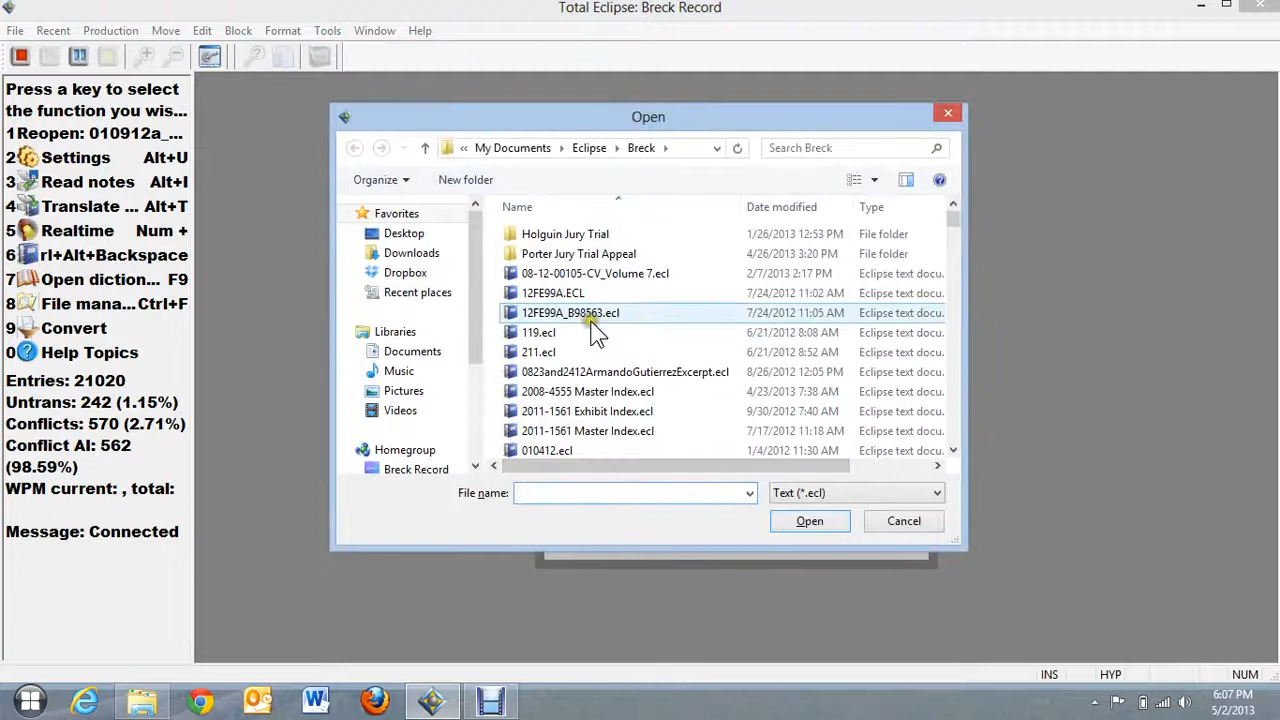 Total Eclipse: Breck Record
File Recent Production Move Edit Block Format Tools Window Help
Press a key to select
the function you wis...
1Reopen: 010912a_...
2 Settings Alt+U
3 Read notes Alt+I
4 Translate ... Alt+T
5 Realtime Num +
6 rl+Alt+Backspace
7 Open diction... F9
8 File mana... Ctrl+F
9 Convert
0 Help Topics
Entries: 21020
Untrans: 242 (1.15%)
Conflicts: 570 (2.71%)
Conflict AI: 562
(98.59%)
WPM current: , total:
Message: Connected
Open
« My Documents Eclipse Breck
Search Breck
Organize New folder
Favorites
Desktop
Downloads
Dropbox
Recent places
Libraries
Documents
Music
Pictures
Videos
Homegroup
Breck Record
Name Date modified Type
Holguin Jury Trial 1/26/2013 12:53 PM File folder
Porter Jury Trial Appeal 4/26/2013 3:20 PM File folder
08-12-00105-CV_Volume 7.ecl 2/7/2013 2:17 PM Eclipse text docu.
12FE99A.ECL 7/24/2012 11:02 AM Eclipse text docu.
12FE99A_B98563.ecl 7/24/2012 11:05 AM Eclipse text docu.
119.ecl 6/21/2012 8:08 AM Eclipse text docu.
211.ecl 6/21/2012 8:52 AM Eclipse text docu.
0823and2412ArmandoGutierrezExcerpt.ecl 8/26/2012 12:05 PM Eclipse text docu.
2008-4555 Master Index.ecl 4/23/2013 7:38 AM Eclipse text docu.
2011-1561 Exhibit Index.ecl 9/30/2012 7:40 AM Eclipse text docu.
2011-1561 Master Index.ecl 7/17/2012 11:18 AM Eclipse text docu.
010412.ecl 1/4/2012 11:30 AM Eclipse text docu.
File name: Text (*.ecl)
Open Cancel
INS HYP NUM
6:07 PM
5/2/2013